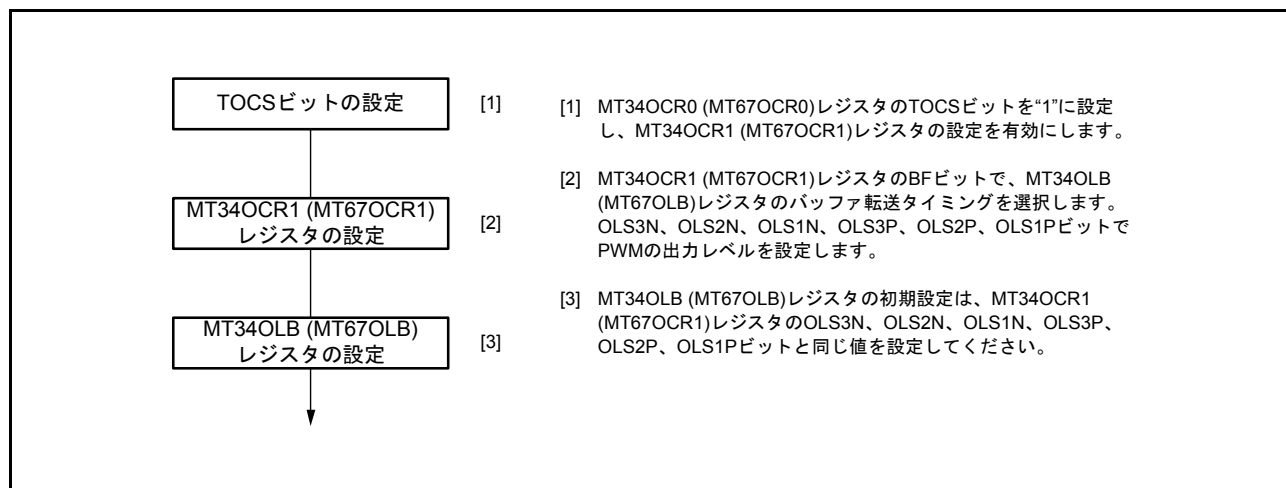 TOCSビットの設定
[1]
MT34OCR1 (MT67OCR1)
レジスタの設定
[2]
MT34OLB (MT67OLB)
レジスタの設定
[3]
[1] MT34OCR0 (MT67OCR0)レジスタのTOCSビットを“1”に設定
し、MT34OCR1 (MT67OCR1)レジスタの設定を有効にします。
[2] MT34OCR1 (MT67OCR1)レジスタのBFビットで、MT34OLB
(MT67OLB)レジスタのバッファ転送タイミングを選択します。
OLS3N、OLS2N、OLS1N、OLS3P、OLS2P、OLS1Pビットで
PWMの出力レベルを設定します。
[3] MT34OLB (MT67OLB)レジスタの初期設定は、MT34OCR1
(MT67OCR1)レジスタのOLS3N、OLS2N、OLS1N、OLS3P、
OLS2P、OLS1Pビットと同じ値を設定してください。